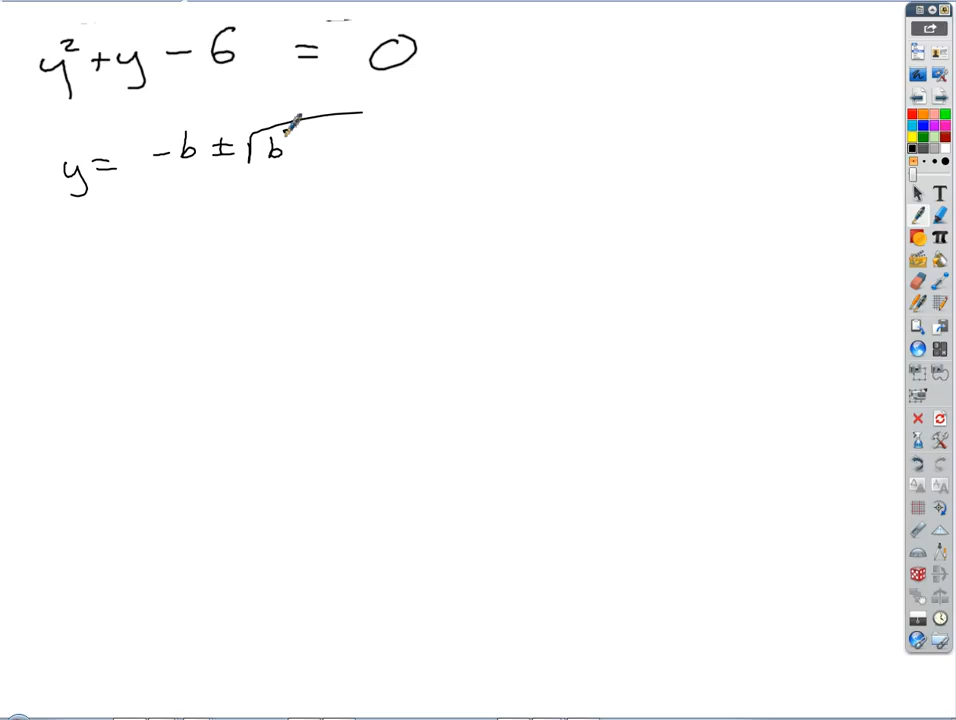 y² + y - 6 = 0
y = -b ± √b